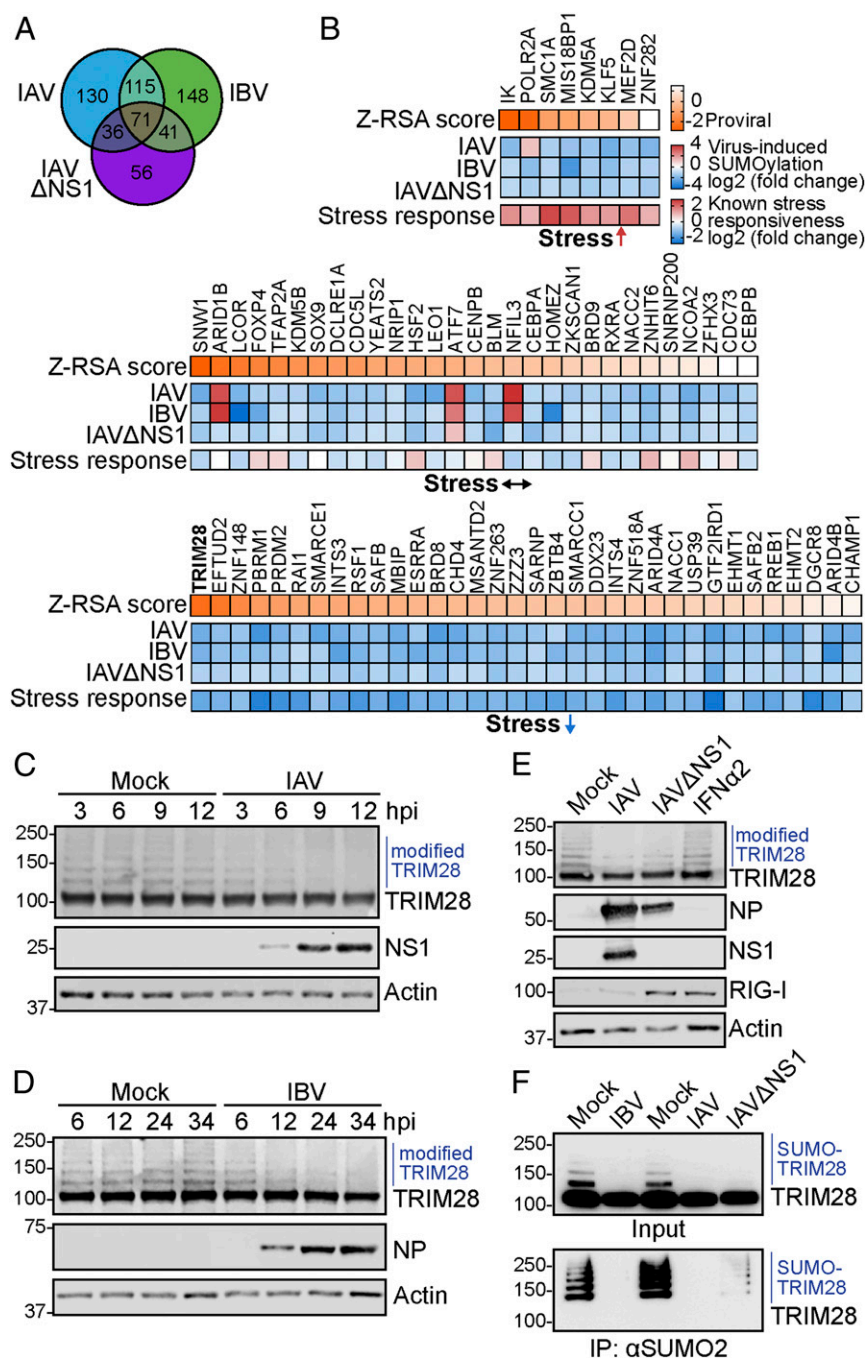 A
IAV
130
115
148
IBV
71
36
41
IAV
ΔNS1
56
B
IK
POLR2A
SMC1A
MIS18BP1
KDM5A
KLF5
MEF2D
ZNF282
Z-RSA score
IAV
IBV
IAVΔNS1
Stress response
Stress↑
0
-2
Proviral
4
0
-4
Virus-induced
SUMOylation
log2 (fold change)
2
0
-2
Known stress
responsiveness
log2 (fold change)
SNW1
ARID1B
LCOR
FOXP4
TFAP2A
KDM5B
SOX9
DCLRE1A
CDC5L
YEATS2
NRIP1
HSF2
LEO1
ATF7
CENPB
BLM
NFIL3
CEBPA
HOMEZ
ZKSCAN1
BRD9
RXRA
NACC2
ZNHIT6
SNRNP200
NCOA2
ZFHX3
CDC73
CEBPB
Z-RSA score
IAV
IBV
IAVΔNS1
Stress response
Stress↔
TRIM28
EFTUD2
ZNF148
PBRM1
PRDM2
RAI1
SMARCE1
INTS3
RSF1
SAFB
MBIP
ESRRA
BRD8
CHD4
MSANTD2
ZNF263
ZZZ3
SARNP
ZBTB4
SMARCC1
DDX23
INTS4
ZNF518A
ARID4A
NACC1
USP39
GTF2IRD1
EHMT1
SAFB2
RREB1
EHMT2
DGCR8
ARID4B
CHAMP1
Z-RSA score
IAV
IBV
IAVΔNS1
Stress response
Stress↓
C
Mock IAV
3 6 9 12 3 6 9 12 hpi
250
150
100
modified
TRIM28
TRIM28
25
NS1
37
Actin
D
Mock IBV
6 12 24 34 6 12 24 34 hpi
250
150
100
modified
TRIM28
TRIM28
75
NP
37
Actin
E
Mock IAV IAVΔNS1 IFNα2
250
150
100
modified
TRIM28
TRIM28
50
NP
25
NS1
100
RIG-I
37
Actin
F
Mock IBV Mock IAV IAVΔNS1
250
150
100
SUMO-
TRIM28
TRIM28
Input
250
150
100
SUMO-
TRIM28
TRIM28
IP: αSUMO2